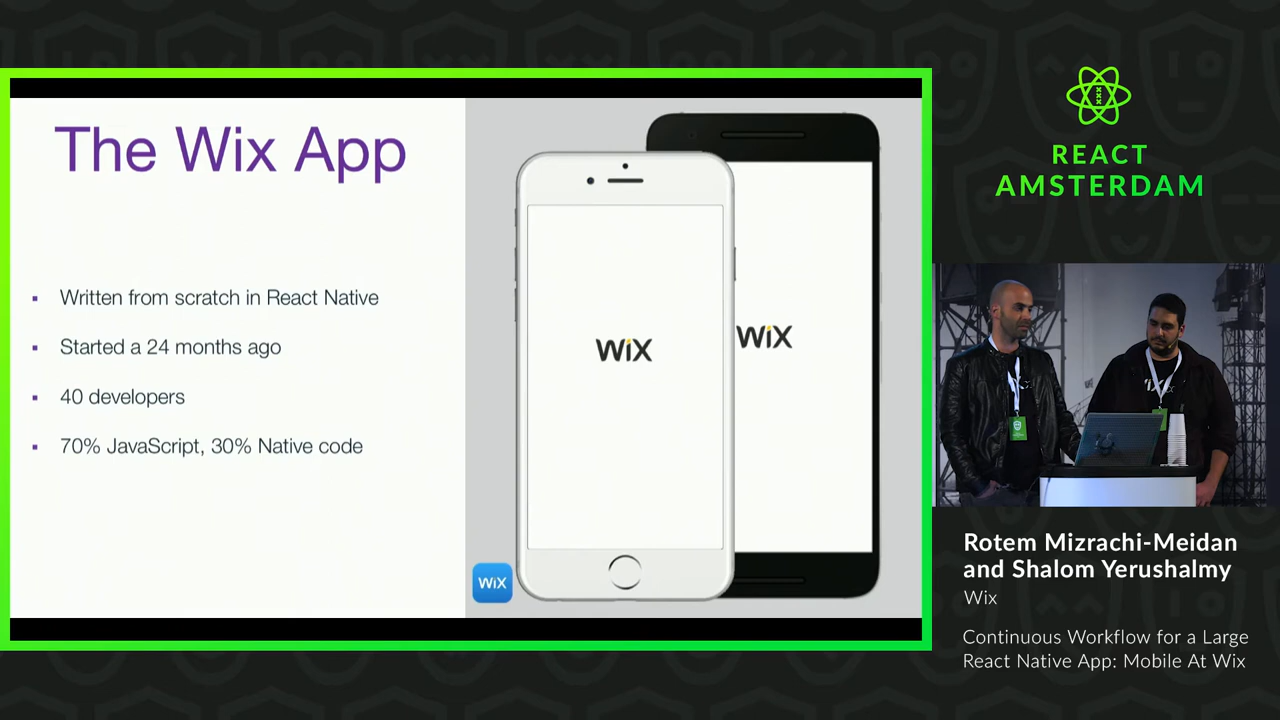 The Wix App
Written from scratch in React Native
Started a 24 months ago
40 developers
70% JavaScript, 30% Native code
WiX
WiX
WiX
REACT
AMSTERDAM
Rotem Mizrachi-Meidan
and Shalom Yerushalmy
Wix
Continuous Workflow for a Large
React Native App: Mobile At Wix